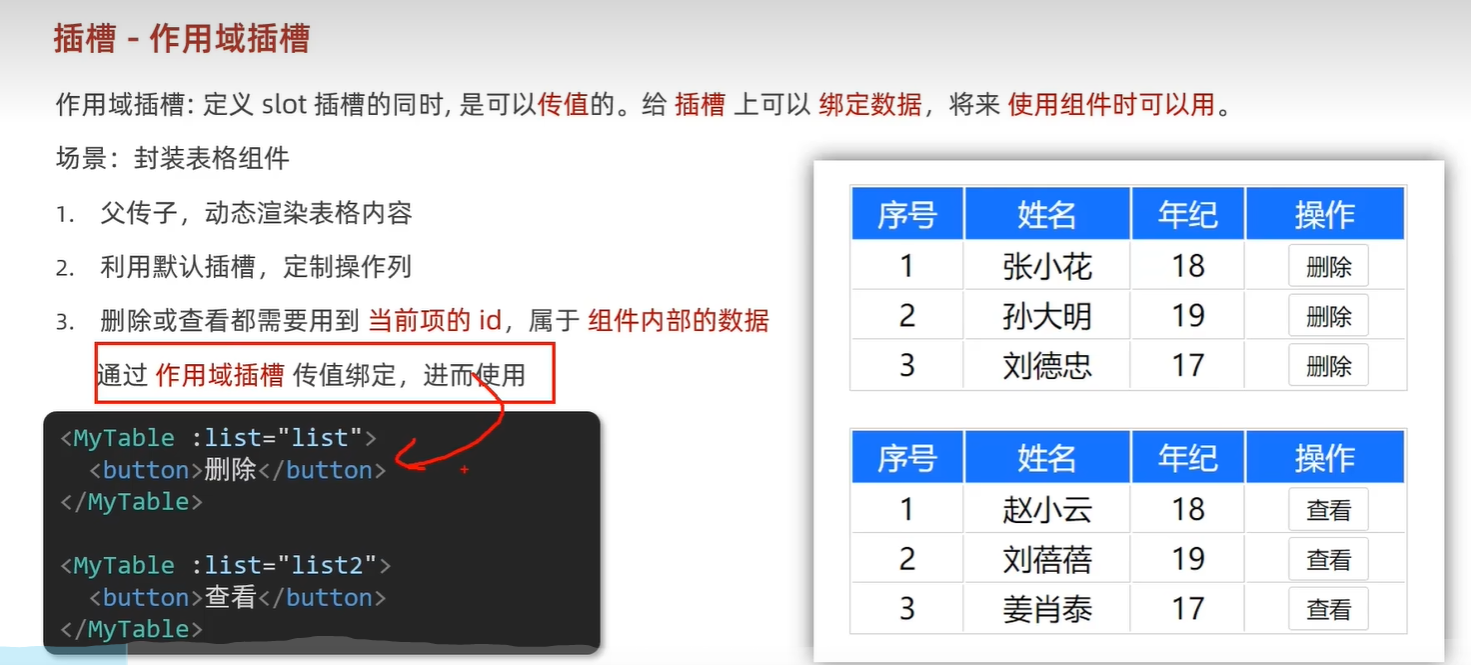 插槽 - 作用域插槽
作用域插槽: 定义 slot 插槽的同时, 是可以传值的。给 插槽 上可以 绑定数据，将来 使用组件时可以用。
场景：封装表格组件
1. 父传子，动态渲染表格内容
2. 利用默认插槽，定制操作列
3. 删除或查看都需要用到 当前项的 id，属于 组件内部的数据
通过 作用域插槽 传值绑定，进而使用
<MyTable :list="list">
<button>删除</button>
</MyTable>
<MyTable :list="list2">
<button>查看</button>
</MyTable>
序号 姓名 年纪 操作
1 张小花 18 删除
2 孙大明 19 删除
3 刘德忠 17 删除
序号 姓名 年纪 操作
1 赵小云 18 查看
2 刘蓓蓓 19 查看
3 姜肖泰 17 查看